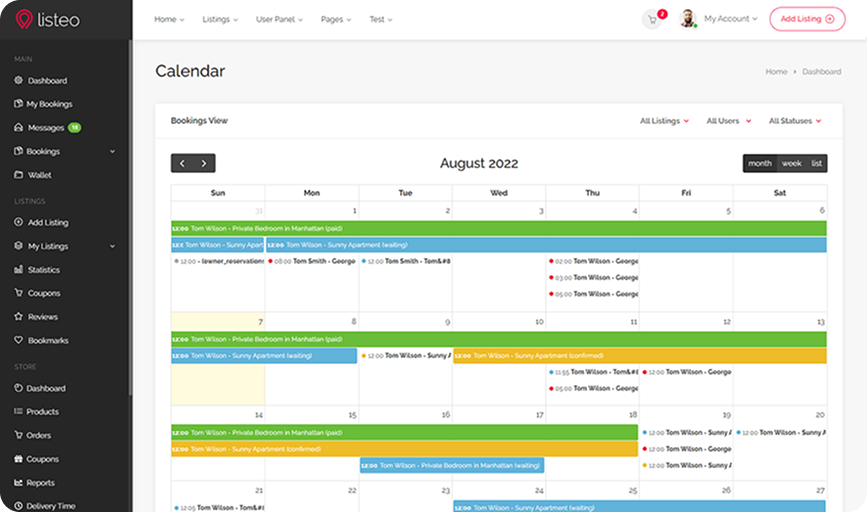 listeo
Home Listings User Panel Pages Test 2 My Account Add Listing
MAIN
Dashboard
My Bookings
Messages
Bookings
Wallet
LISTINGS
Add Listing
My Listings
Statistics
Coupons
Reviews
Bookmarks
STORE
Dashboard
Products
Orders
Coupons
Reports
Delivery Time
Calendar
Home Dashboard
Bookings View All Listings All Users All Statuses
August 2022 month week list
Sun Mon Tue Wed Thu Fri Sat
31 1 2 3 4 5 6
12:00 Tom Wilson - Private Bedroom in Manhattan (paid)
Tom Wilson - Sunny Apart 12:00 Tom Wilson - Sunny Apartment (waiting)
12:00 - lowner_reservations 08:00 Tom Smith - George 12:00 Tom Smith - Tom&#8 02:00 Tom Wilson - George
03:00 Tom Wilson - George
05:00 Tom Wilson - George
7 8 9 10 11 12 13
12:00 Tom Wilson - Private Bedroom in Manhattan (paid)
12:00 Tom Wilson - Sunny Apartment (waiting) 12:00 Tom Wilson - Sunny A 12:00 Tom Wilson - Sunny Apartment (confirmed)
11:55 Tom Wilson - Tom&#8 12:00 Tom Wilson - George
05:00 Tom Wilson - George
14 15 16 17 18 19 20
12:00 Tom Wilson - Private Bedroom in Manhattan (paid) 12:00 Tom Wilson - Sunny A 12:00 Tom Wilson - Sunny A
12:00 Tom Wilson - Sunny Apartment (confirmed) 12:00 Tom Wilson - George
12:00 Tom Wilson - Private Bedroom in Manhattan (waiting) 12:00 Tom Wilson - Sunny A
21 22 23 24 25 26 27
12:05 Tom Wilson - Tom&#8 12:00 Tom Wilson - Sunny Apartment (waiting)